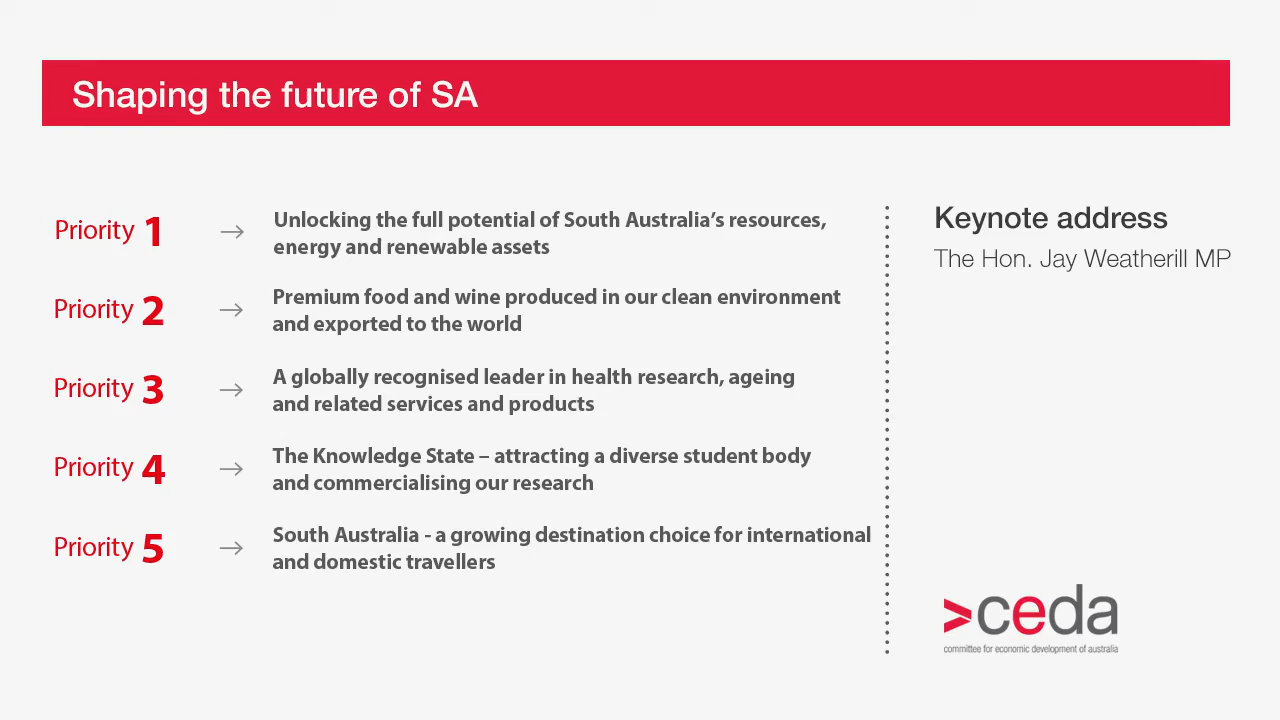 Shaping the future of SA
Priority 1 → Unlocking the full potential of South Australia’s resources,
energy and renewable assets
Priority 2 → Premium food and wine produced in our clean environment
and exported to the world
Priority 3 → A globally recognised leader in health research, ageing
and related services and products
Priority 4 → The Knowledge State – attracting a diverse student body
and commercialising our research
Priority 5 → South Australia - a growing destination choice for international
and domestic travellers
Keynote address
The Hon. Jay Weatherill MP
>ceda
committee for economic development of australia